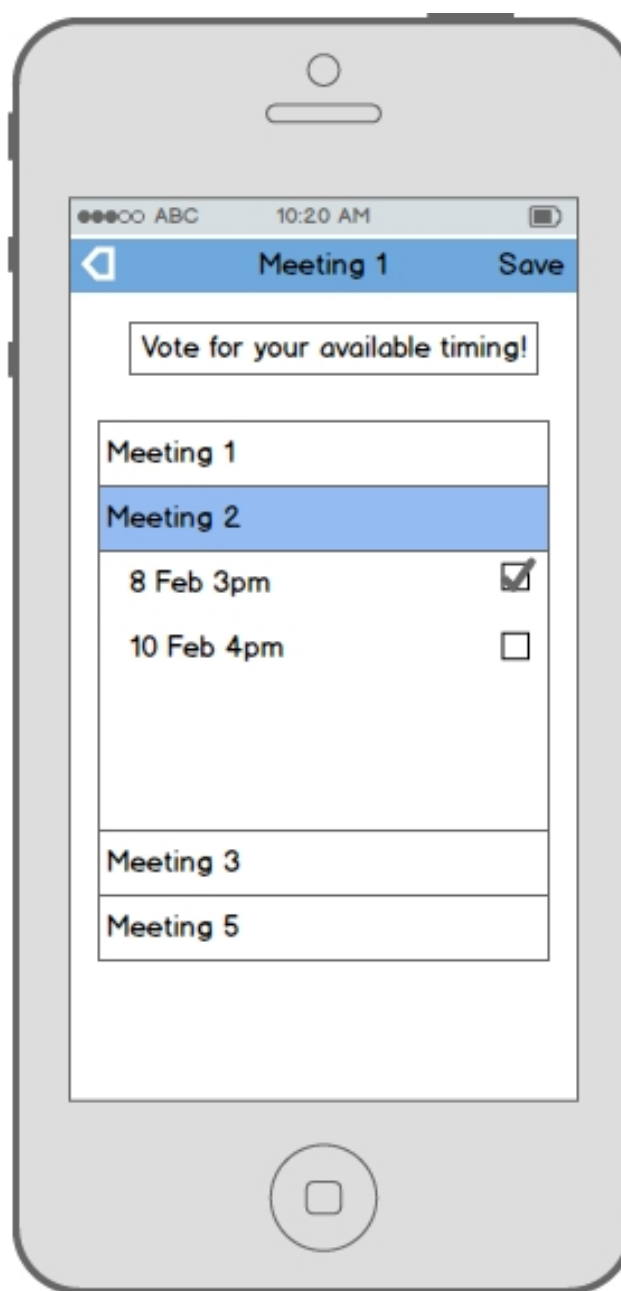 ABC 10:20 AM
Meeting 1 Save
Vote for your available timing!
Meeting 1
Meeting 2
8 Feb 3pm
10 Feb 4pm
Meeting 3
Meeting 5